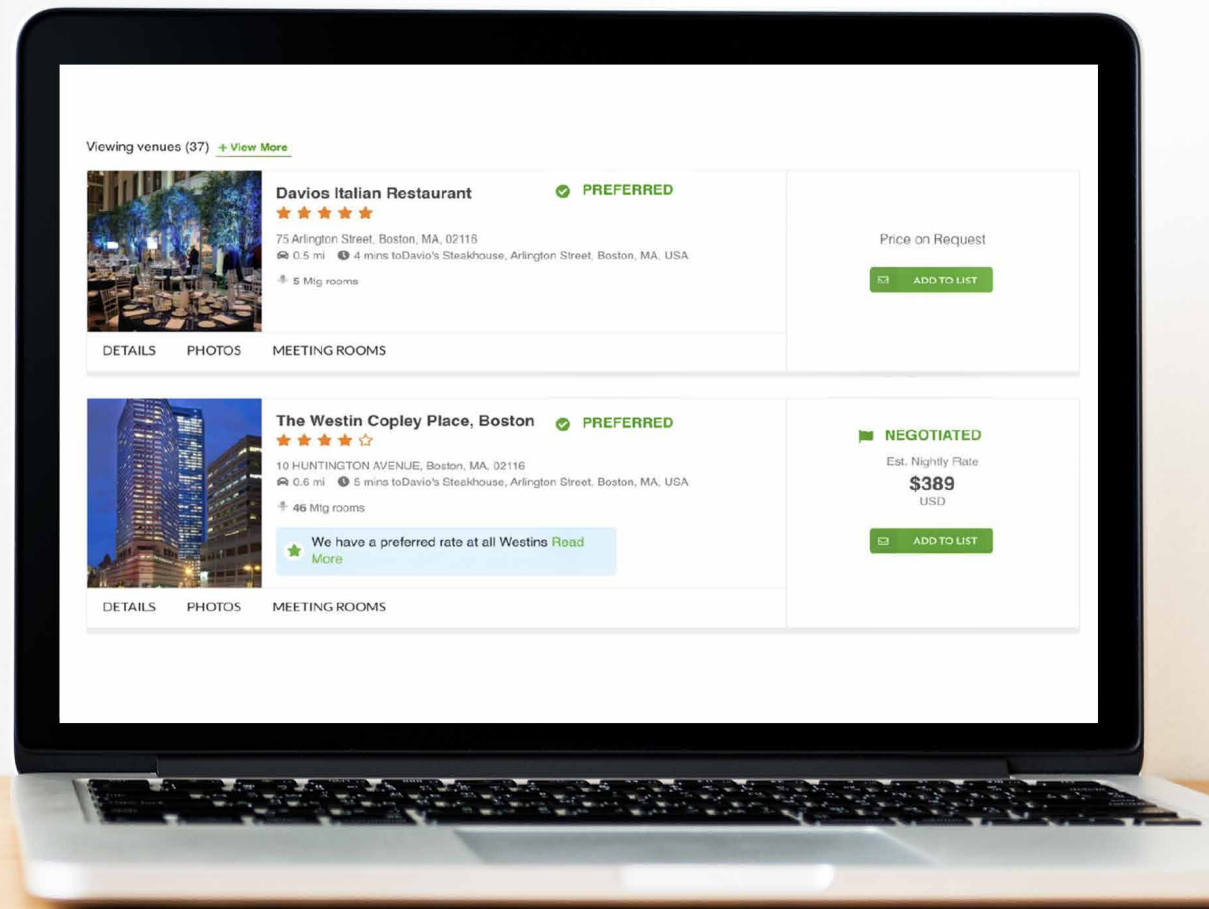 Viewing venues (37) + View More
Davios Italian Restaurant
PREFERRED
75 Arlington Street, Boston, MA, 02116
0.5 mi 4 mins toDavio's Steakhouse, Arlington Street, Boston, MA, USA
5 Mtg rooms
Price on Request
ADD TO LIST
DETAILS PHOTOS MEETING ROOMS
The Westin Copley Place, Boston
PREFERRED
10 HUNTINGTON AVENUE, Boston, MA, 02116
0.6 mi 5 mins toDavio's Steakhouse, Arlington Street, Boston, MA, USA
46 Mtg rooms
We have a preferred rate at all Westins Read
More
NEGOTIATED
Est. Nightly Rate
$389
USD
ADD TO LIST
DETAILS PHOTOS MEETING ROOMS